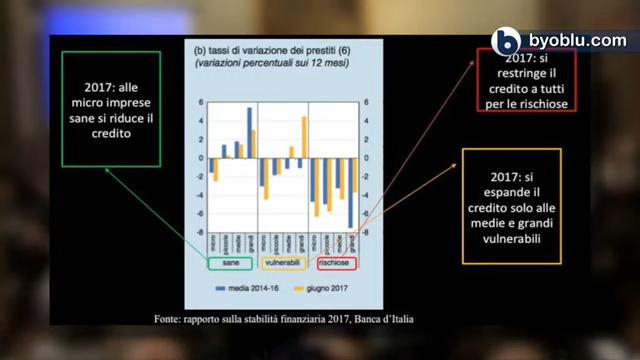 byoblu.com
2017: alle
micro imprese
sane si riduce il
credito
(b) tassi di variazione dei prestiti (6)
(variazioni percentuali sui 12 mesi)
2017: si
restringe il
credito a tutti
per le rischiose
2017: si
espande il
credito solo alle
medie e grandi
vulnerabili
6 6
4 4
2 2
0 0
-2 -2
-4 -4
-6 -6
-8 -8
micro piccole medie grandi micro piccole medie grandi micro piccole medie grandi
sane vulnerabili rischiose
media 2014-16 giugno 2017
Fonte: rapporto sulla stabilità finanziaria 2017, Banca d'Italia